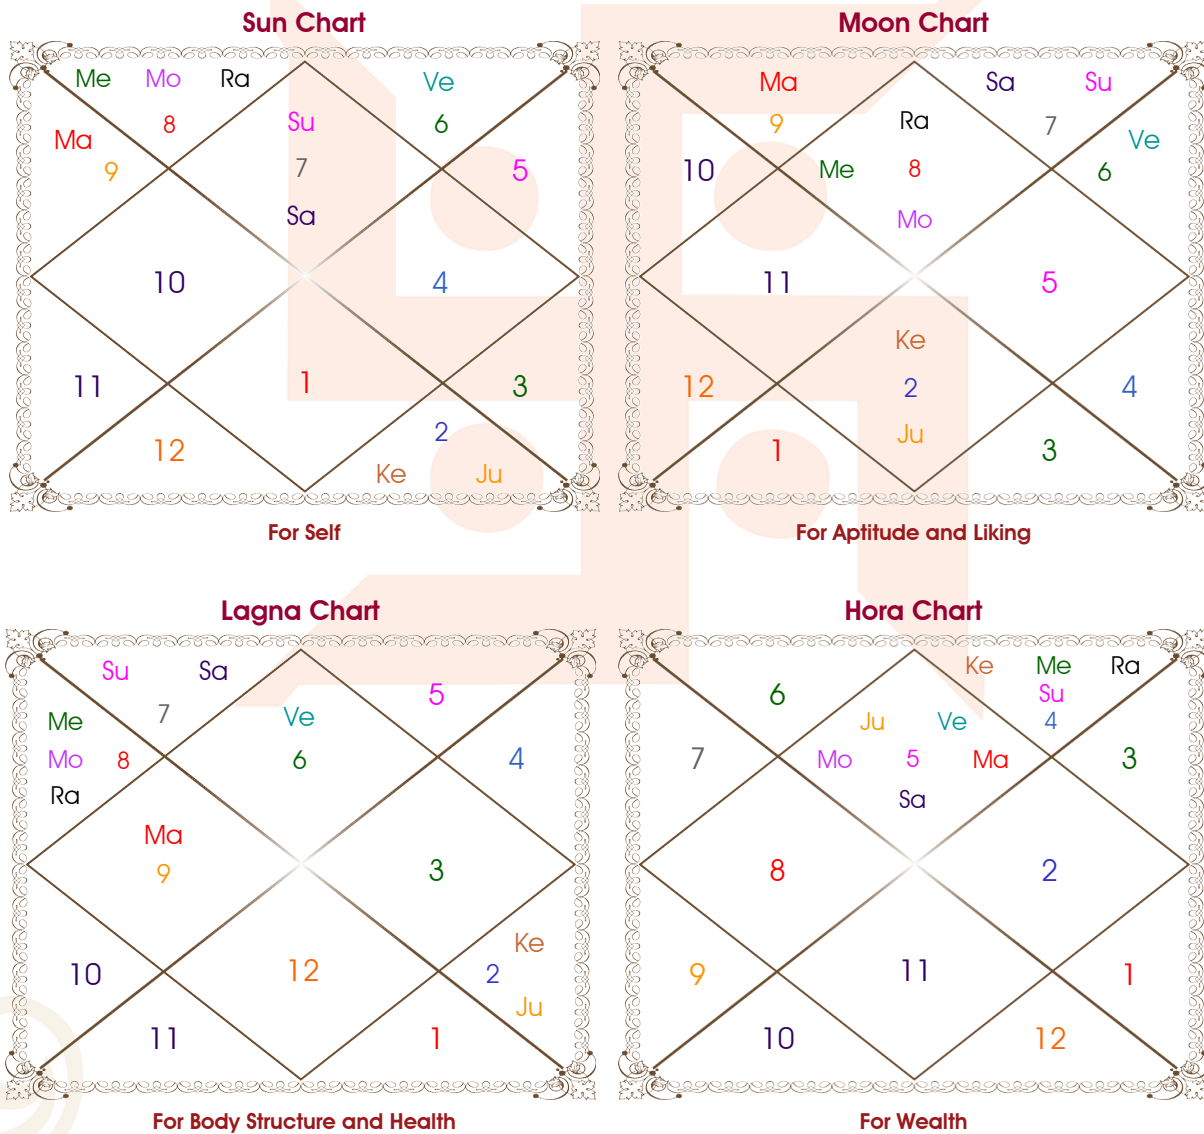 Sun Chart
Me Mo Ra
8
Ma
9
Su
7
Sa
Ve
6
5
10
4
11
1
3
12
2
Ke Ju
For Self
Moon Chart
Ma
9
10
Ra
Me 8
Mo
Sa Su
7
Ve
6
11
5
Ke
12
2
4
1
Ju
3
For Aptitude and Liking
Lagna Chart
Su Sa
7
Me
Mo 8
Ra
Ve
6
5
4
Ma
9
3
Ke
10
12
2
Ju
11
1
For Body Structure and Health
Hora Chart
6
7
Ke Me Ra
Su
4
Ju Ve
Mo 5 Ma
Sa
3
8
2
9
11
1
10
12
For Wealth